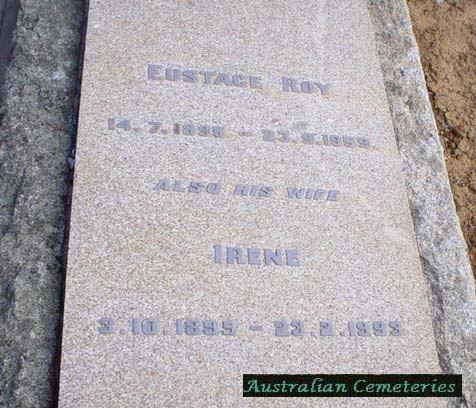 Eustace Roy
14.7.1895 – 23.9.1959
ALSO HIS WIFE
Irene
3.10.1895 – 23.2.1993
Australian Cemeteries